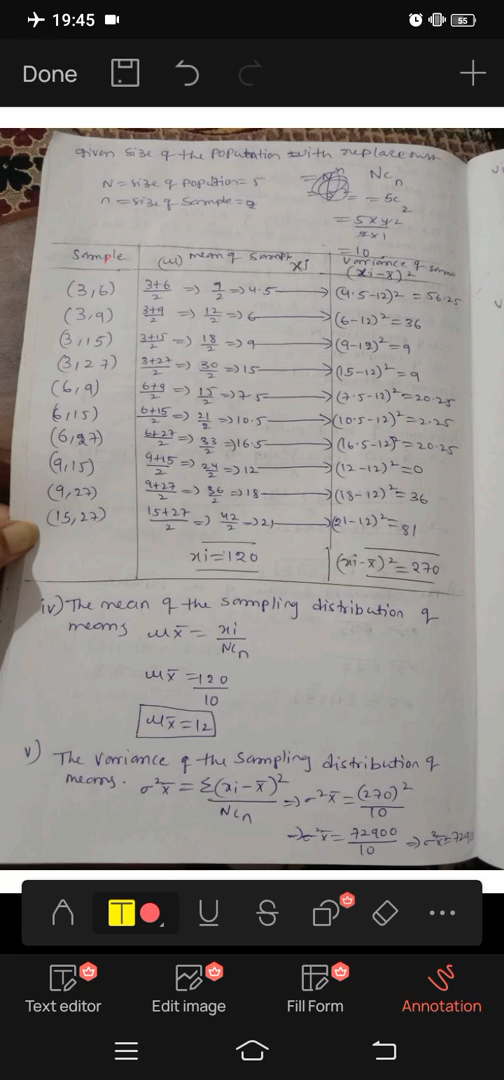 19:45
55
Done
given size of the Population with replacement
N = size of popultion = 5
n = size of Sample = 2
NCn
= 5C2
= 5 x 4 2
2 x 1
= 10
Sample (μ) mean of Sampl xi Variance of sam (xi - x̄)²
(3,6) 3+6/2 => 9/2 => 4.5 → (4.5-12)² = 56.25
(3,9) 3+9/2 => 12/2 => 6 → (6-12)² = 36
(3,15) 3+15/2 => 18/2 => 9 → (9-12)² = 9
(3,27) 3+27/2 => 30/2 => 15 → (15-12)² = 9
(6,9) 6+9/2 => 15/2 => 7.5 → (7.5-12)² = 20.25
6,15) 6+15/2 => 21/2 => 10.5 → (10.5-12)² = 2.25
(6,27) 6+27/2 => 33/2 => 16.5 → (16.5-12)² = 20.25
(9,15) 9+15/2 => 24/2 => 12 → (12-12)² = 0
(9,27) 9+27/2 => 36/2 => 18 → (18-12)² = 36
(15,27) 15+27/2 => 42/2 => 21 → (21-12)² = 81
xi = 120 (xi - x̄)² = 270
iv) The mean of the Sampling distribution of
means μx̄ = xi/NCn
μx̄ = 120/10
μx̄ = 12
v) The variance of the Sampling distribution of
means. σ²x̄ = Σ(xi - x̄)²/NCn => σ²x̄ = (270)²/10
=> σ²x̄ = 72900/10 => σ²x̄ = 729
Text editor
Edit image
Fill Form
Annotation